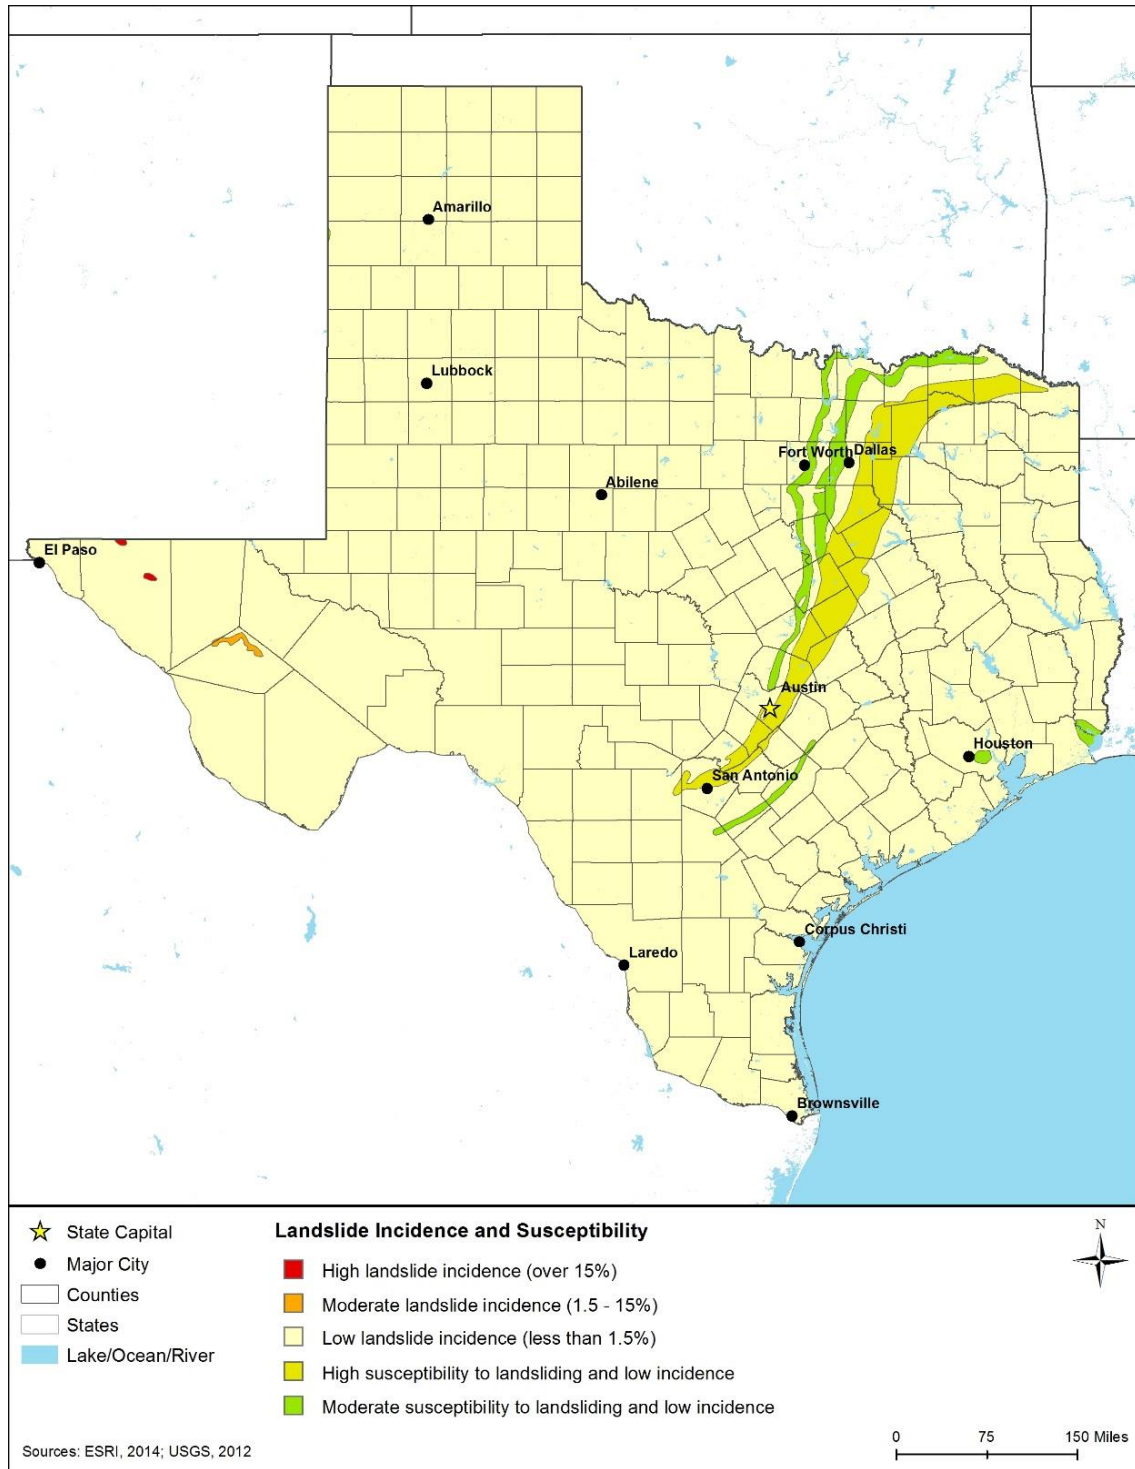 Amarillo
Lubbock
Fort Worth
Dallas
Abilene
El Paso
Austin
Houston
San Antonio
Corpus Christi
Laredo
Brownsville
State Capital
Major City
Counties
States
Lake/Ocean/River
Landslide Incidence and Susceptibility
High landslide incidence (over 15%)
Moderate landslide incidence (1.5 - 15%)
Low landslide incidence (less than 1.5%)
High susceptibility to landsliding and low incidence
Moderate susceptibility to landsliding and low incidence
N
0 75 150 Miles
Sources: ESRI, 2014; USGS, 2012